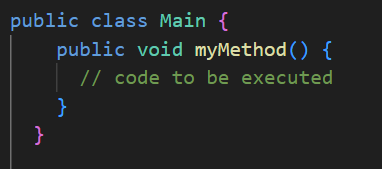 public class Main {
    public void myMethod() {
      // code to be executed
    }
  }